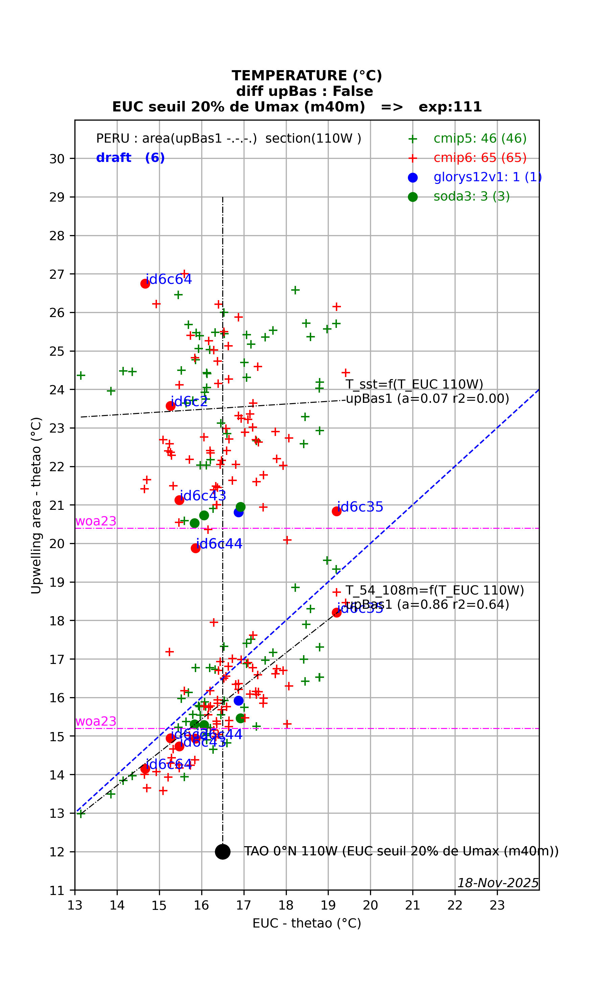 TEMPERATURE (°C)
diff upBas : False
EUC seuil 20% de Umax (m40m)   =>   exp:111
PERU : area(upBas1 -.-.-.)  section(110W )
draft   (6)
cmip5: 46 (46)
cmip6: 65 (65)
glorys12v1: 1 (1)
soda3: 3 (3)
30
29
28
27
26
25
24
23
22
21
20
19
18
17
16
15
14
13
12
11
Upwelling area - thetao (°C)
id6c64
T_sst=f(T_EUC 110W)
upBas1 (a=0.07 r2=0.00)
id6c2
id6c43
id6c35
woa23
id6c44
T_54_108m=f(T_EUC 110W)
upBas1 (a=0.86 r2=0.64)
id6c35
woa23
id6c2
id6c44
id6c43
id6c64
TAO 0°N 110W (EUC seuil 20% de Umax (m40m))
18-Nov-2025
13 14 15 16 17 18 19 20 21 22 23
EUC - thetao (°C)